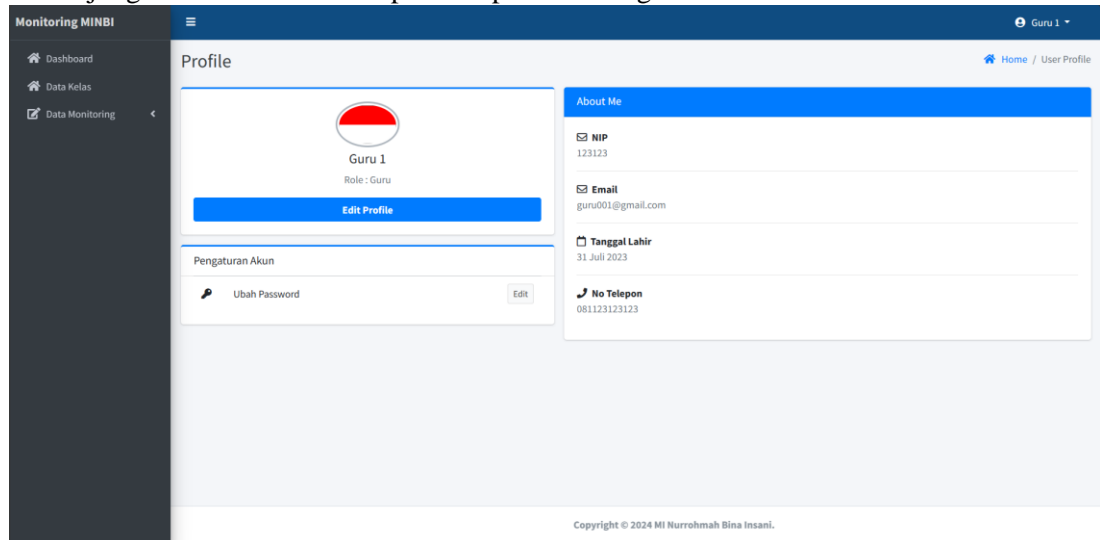 Monitoring MINBI
Guru 1
Dashboard
Data Kelas
Data Monitoring
Profile
Home / User Profile
Guru 1
Role : Guru
Edit Profile
Pengaturan Akun
Ubah Password
Edit
About Me
NIP
123123
Email
guru001@gmail.com
Tanggal Lahir
31 Juli 2023
No Telepon
081123123123
Copyright © 2024 MI Nurrohmah Bina Insani.